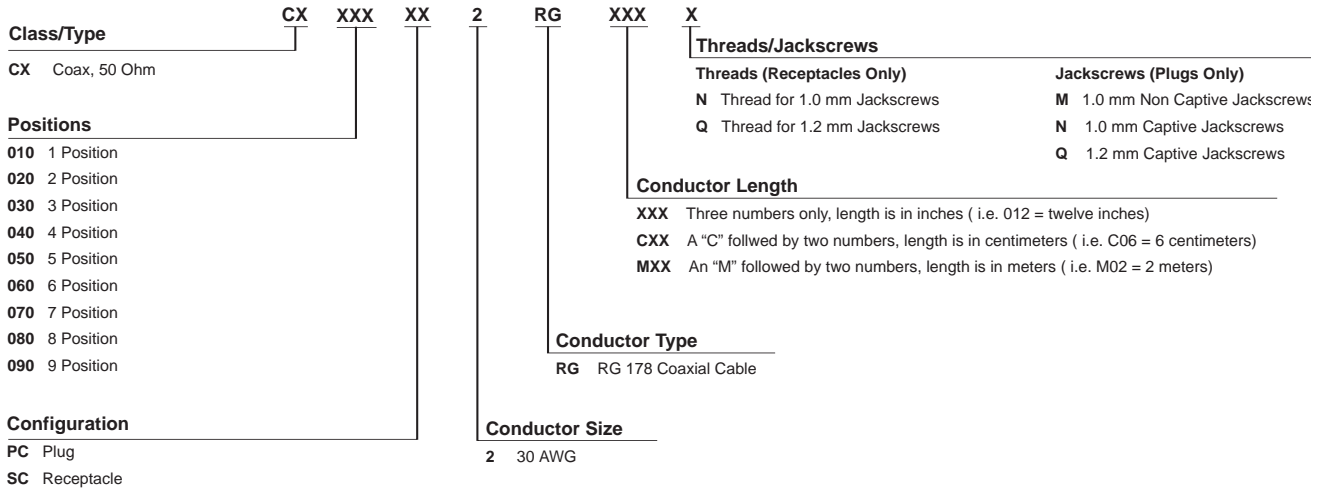 CX XXX XX 2 RG XXX X
Class/Type
CX Coax, 50 Ohm
Positions
010 1 Position
020 2 Position
030 3 Position
040 4 Position
050 5 Position
060 6 Position
070 7 Position
080 8 Position
090 9 Position
Configuration
PC Plug
SC Receptacle
Conductor Size
2 30 AWG
Conductor Type
RG RG 178 Coaxial Cable
Conductor Length
XXX Three numbers only, length is in inches ( i.e. 012 = twelve inches)
CXX A “C” follwed by two numbers, length is in centimeters ( i.e. C06 = 6 centimeters)
MXX An “M” followed by two numbers, length is in meters ( i.e. M02 = 2 meters)
Threads/Jackscrews
Threads (Receptacles Only)
N Thread for 1.0 mm Jackscrews
Q Thread for 1.2 mm Jackscrews
Jackscrews (Plugs Only)
M 1.0 mm Non Captive Jackscrews
N 1.0 mm Captive Jackscrews
Q 1.2 mm Captive Jackscrews